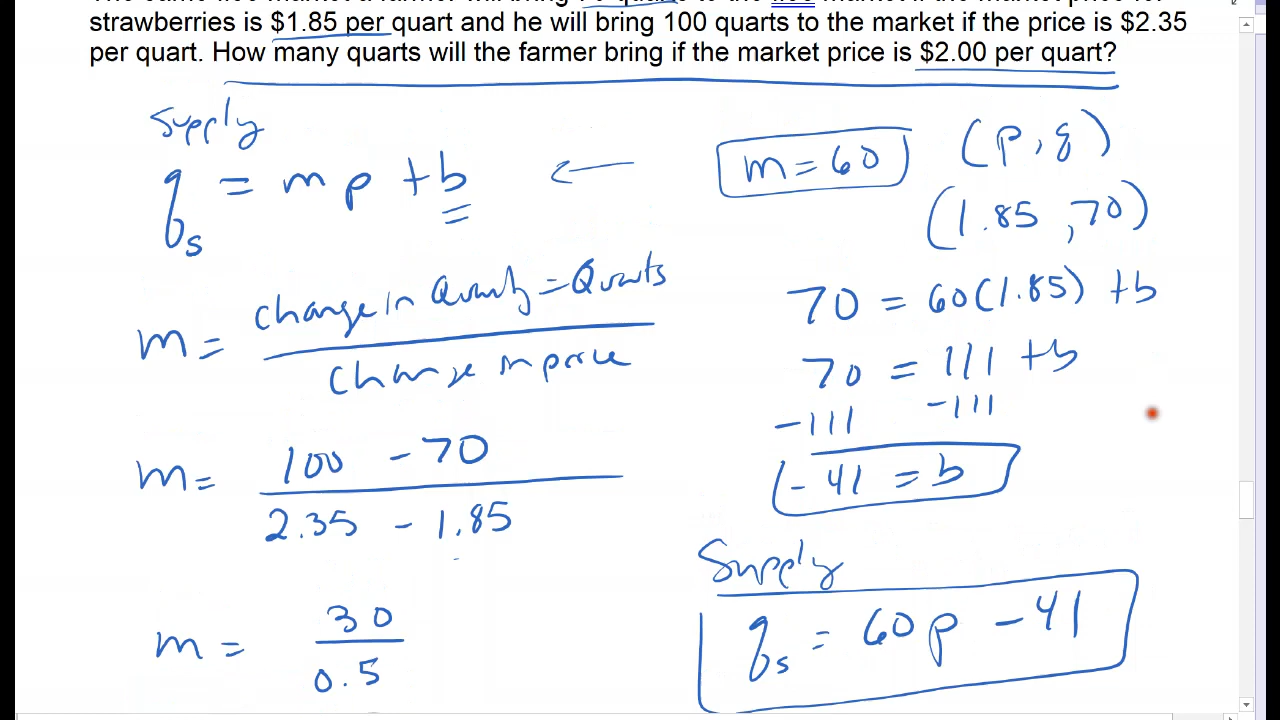 strawberries is $1.85 per quart and he will bring 100 quarts to the market if the price is $2.35
per quart. How many quarts will the farmer bring if the market price is $2.00 per quart?
Supply
q_s = mp + b
m = change in Quantity = Quarts / change in price
m = 100 - 70 / 2.35 - 1.85
m = 30 / 0.5
m = 60
(p, q)
(1.85, 70)
70 = 60(1.85) + b
70 = 111 + b
-111 -111
-41 = b
Supply
q_s = 60p - 41